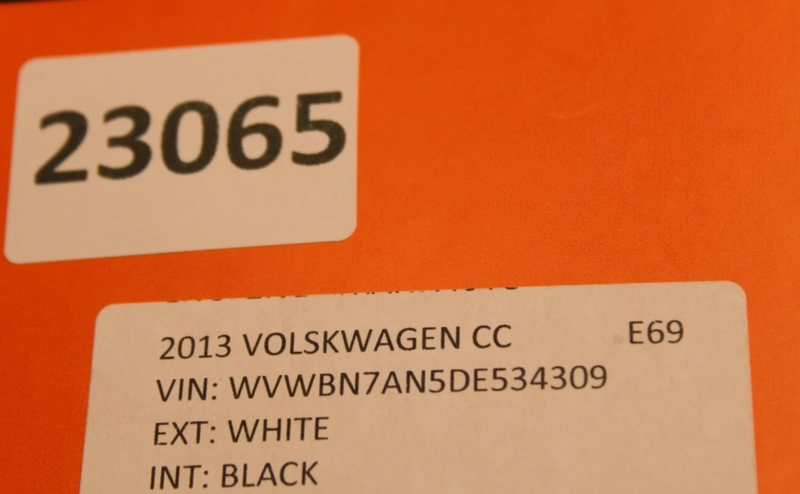 23065
2013 VOLSKWAGEN CC E69
VIN: WVWBN7AN5DE534309
EXT: WHITE
INT: BLACK